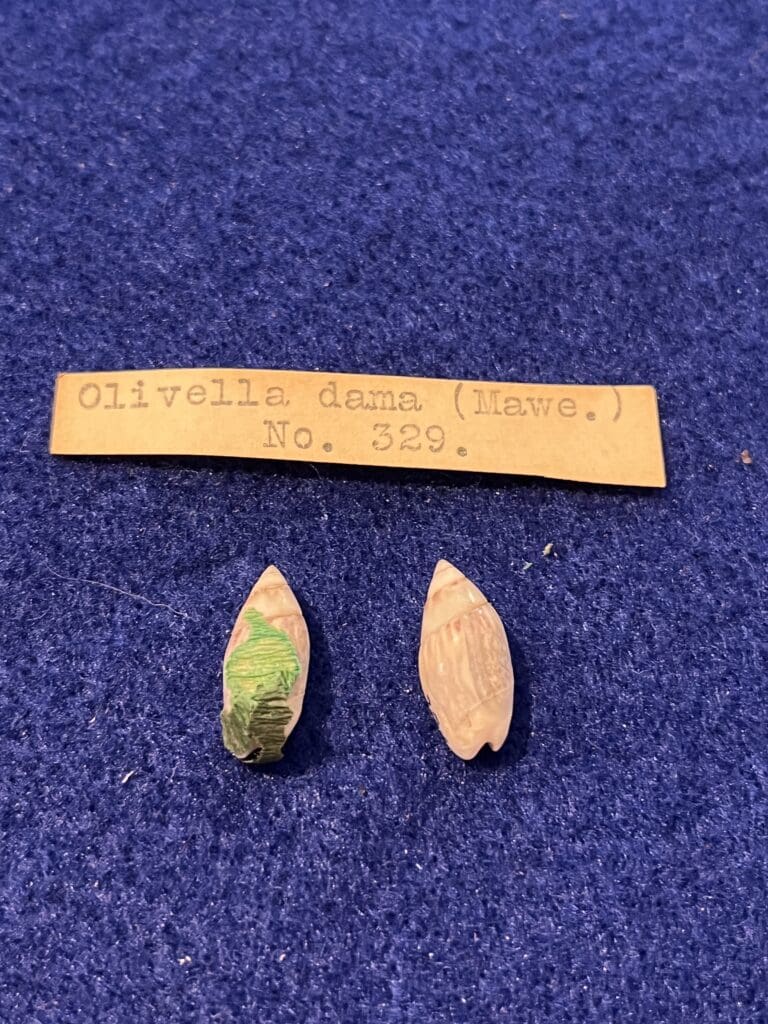 Olivella dama (Mawe.)
No. 329.